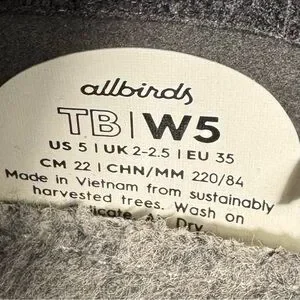 allbirds
TB | W5
US 5 | UK 2-2.5 | EU 35
CM 22 | CHN/MM 220/84
Made in Vietnam from sustainably
harvested trees. Wash on
Dry